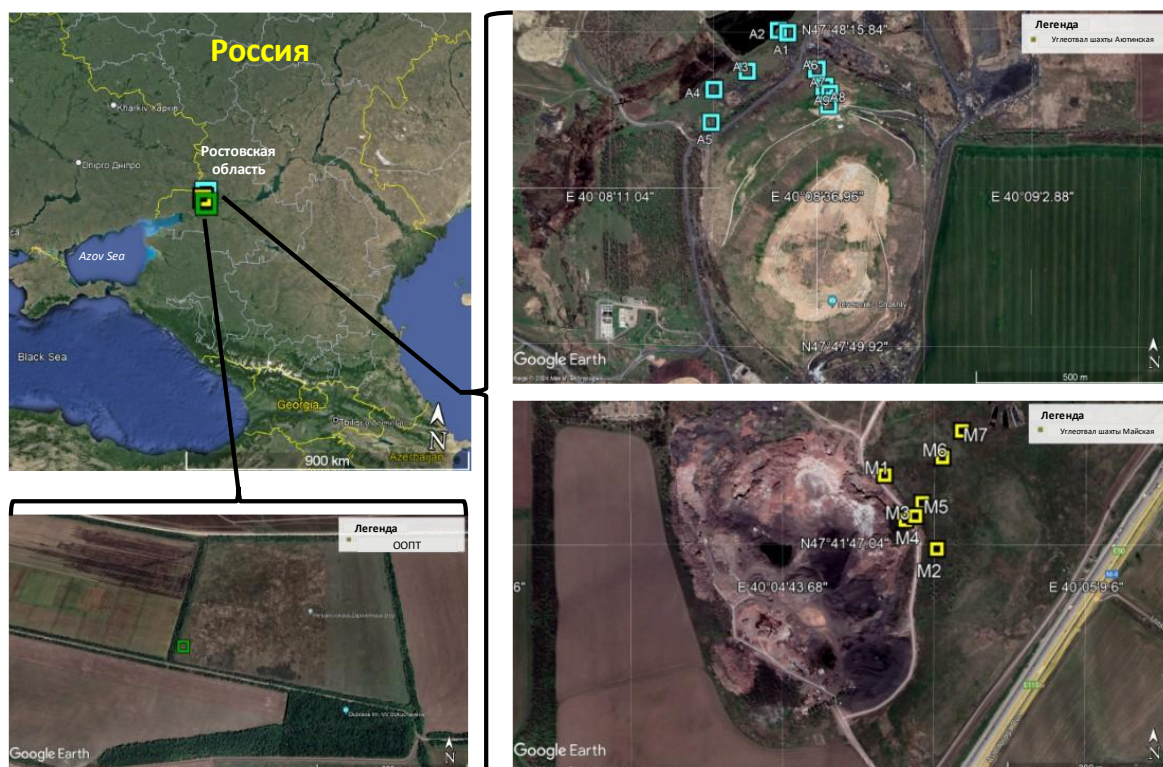 Россия
Kharkiv Харків
Dnipro Дніпро
Ростовская
область
Azov Sea
Black Sea
Georgia
Tbilisi
Azerbaijan
900 km
N
Легенда
Углеотвал шахты Аютинская
N47°48'15.84"
A2
A1
A6
A3
A7
A4
A8
A9
A5
E 40°08'11.04"
E 40°08'36.96"
E 40°09'2.88"
N47°47'49.92"
Google Earth
N
500 m
Легенда
ООПТ
Google Earth
N
Легенда
Углеотвал шахты Майская
M7
M6
M1
M5
M3
M4
N47°41'47.04"
M2
6"
E 40°04'43.68"
E 40°05'9.6"
Google Earth
N